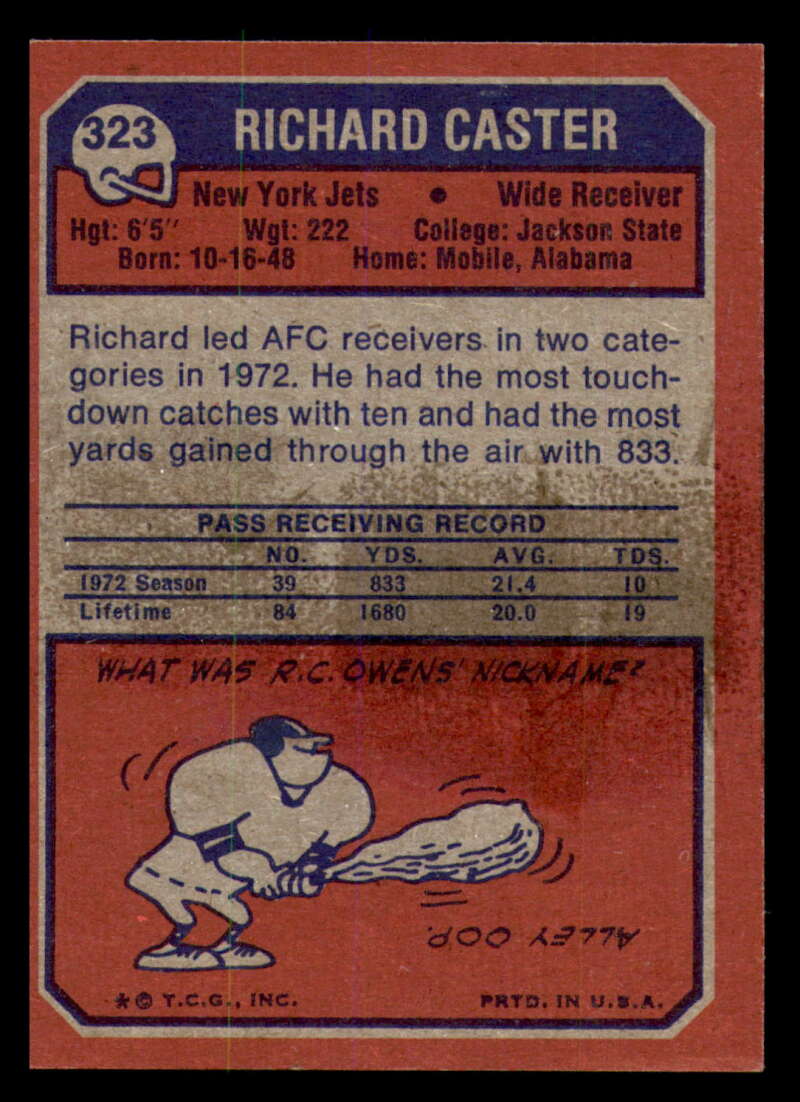 323
RICHARD CASTER
New York Jets • Wide Receiver
Hgt: 6'5" Wgt: 222 College: Jackson State
Born: 10-16-48 Home: Mobile, Alabama
Richard led AFC receivers in two cate-
gories in 1972. He had the most touch-
down catches with ten and had the most
yards gained through the air with 833.
PASS RECEIVING RECORD
NO. YDS. AVG. TDS.
1972 Season 39 833 21.4 10
Lifetime 84 1680 20.0 19
WHAT WAS R.C. OWENS' NICKNAME?
ALLEY OOP.
* © T.C.G., INC. PRTD. IN U.S.A.